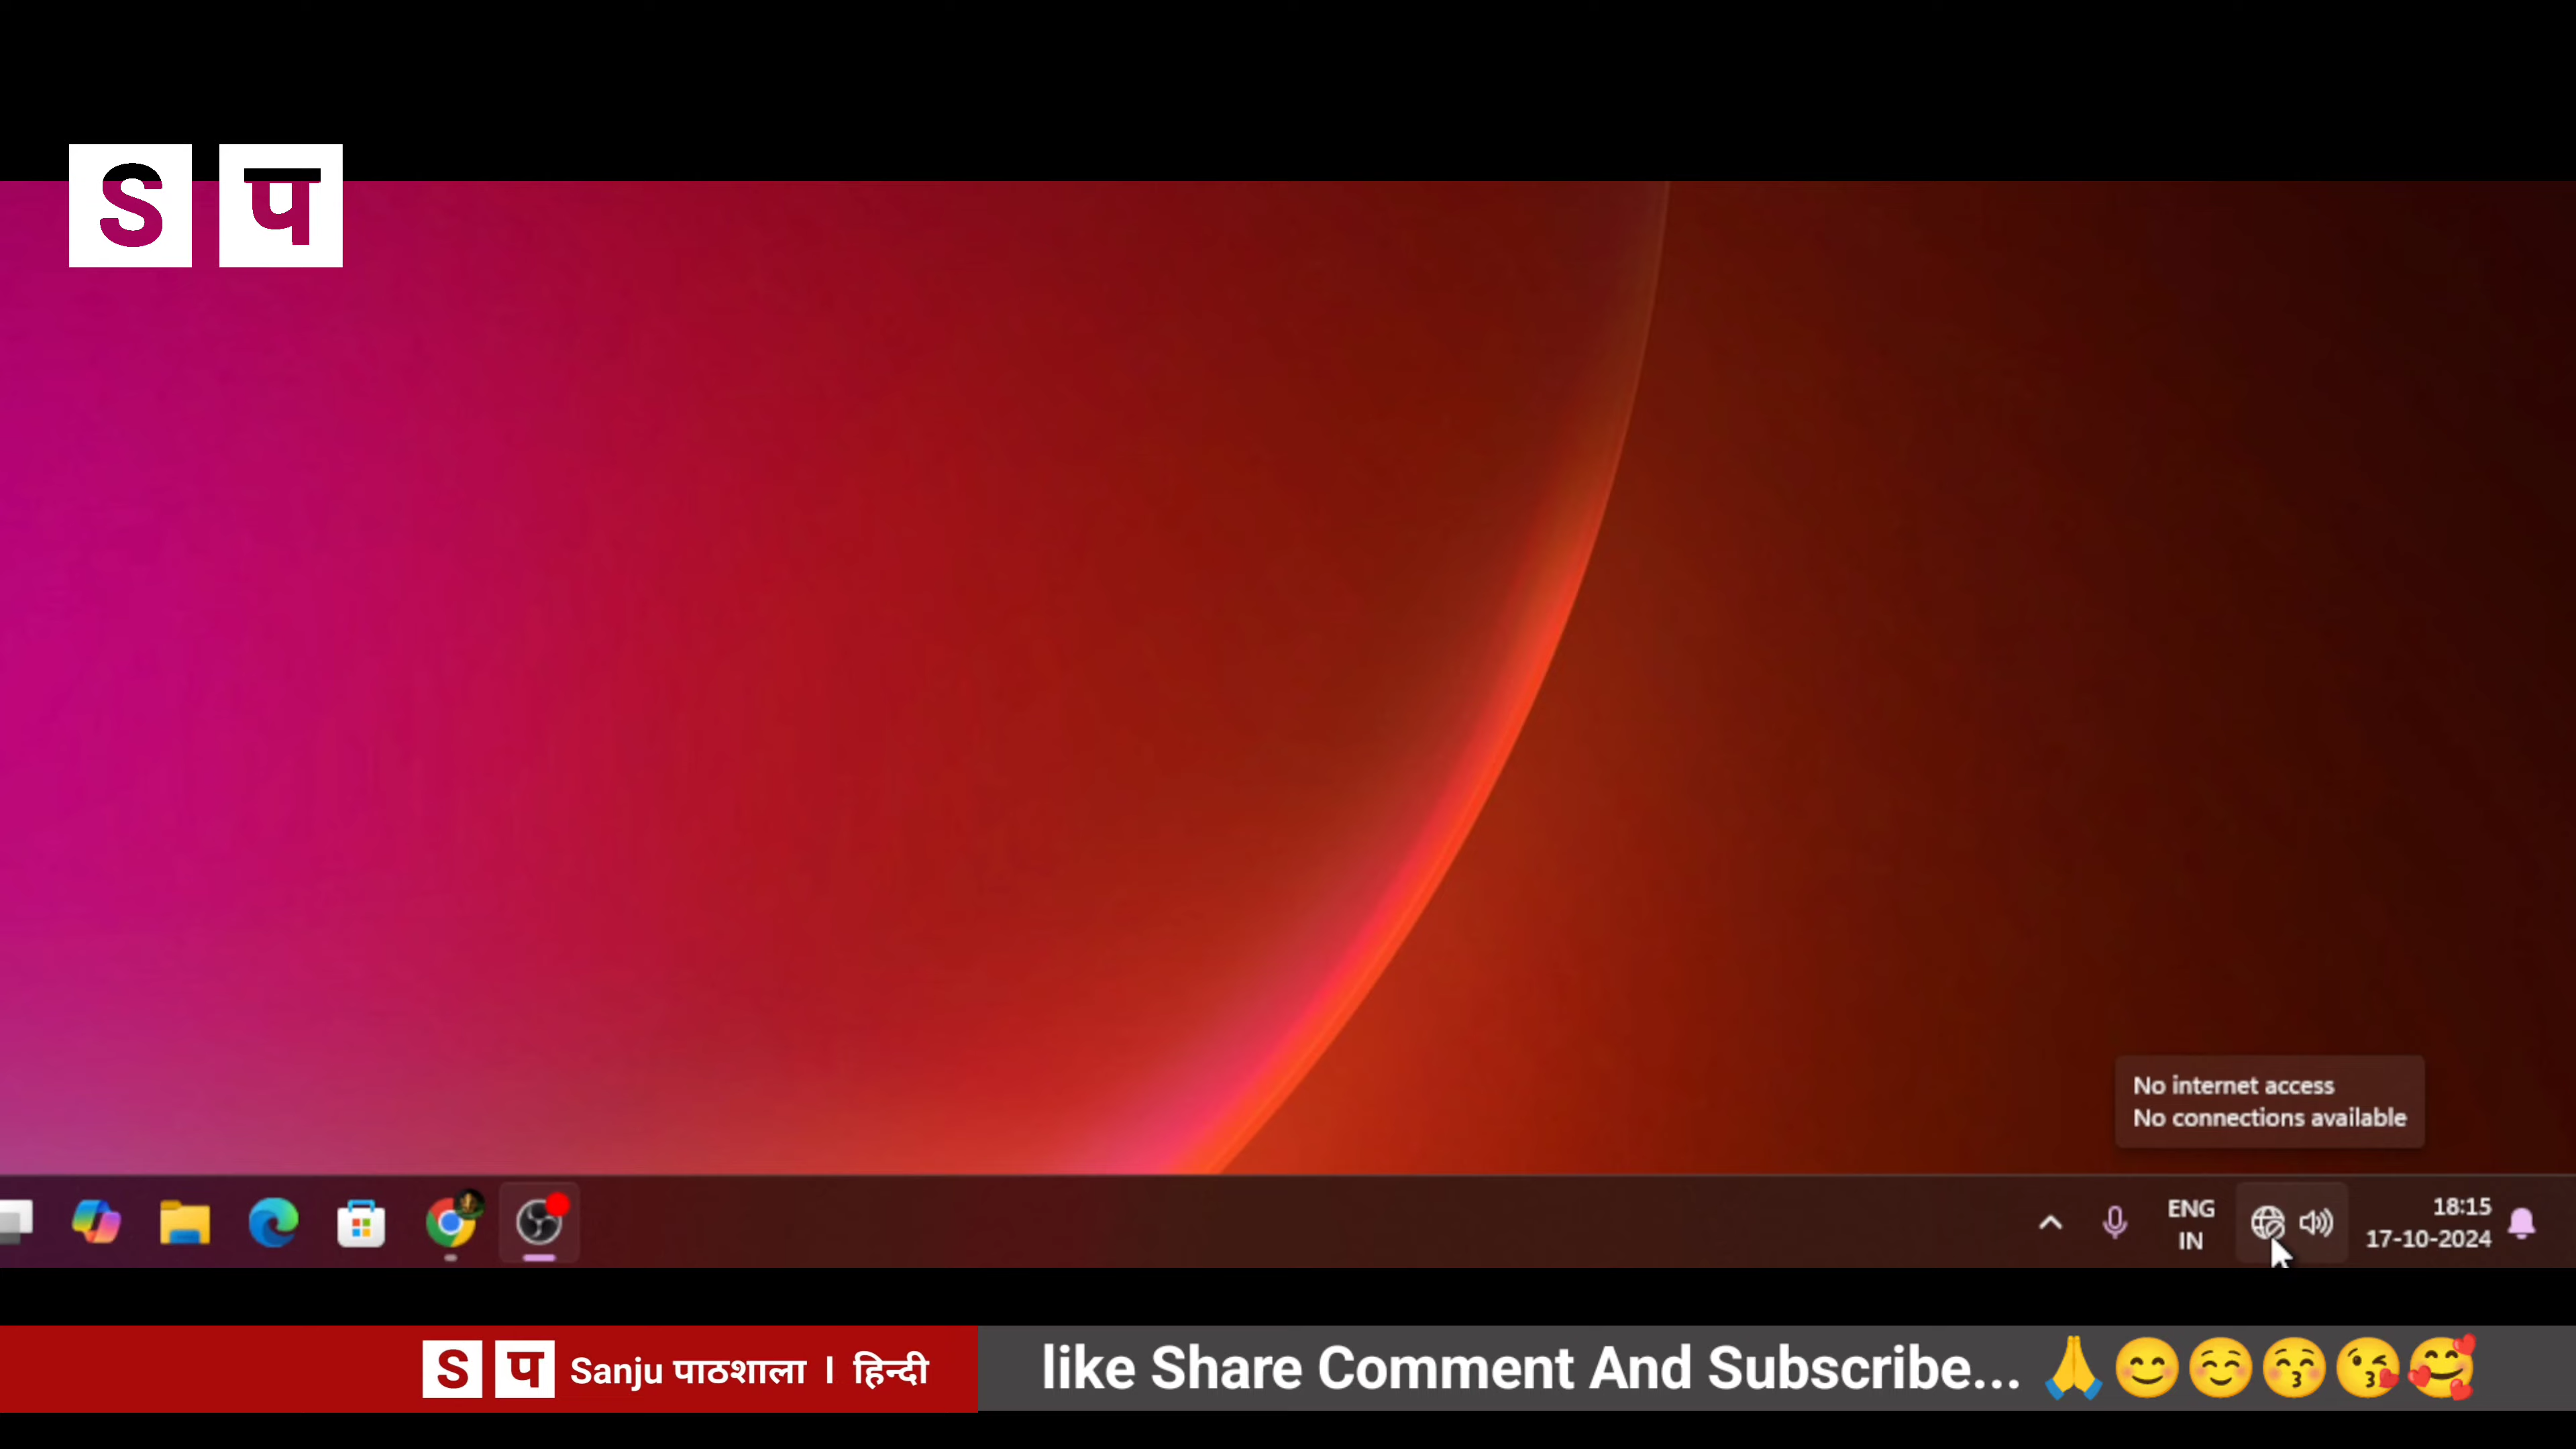 S प
No internet access
No connections available
ENG
IN
18:15
17-10-2024
S प Sanju पाठशाला । हिन्दी
like Share Comment And Subscribe... 🙏😊☺️😚😘🥰